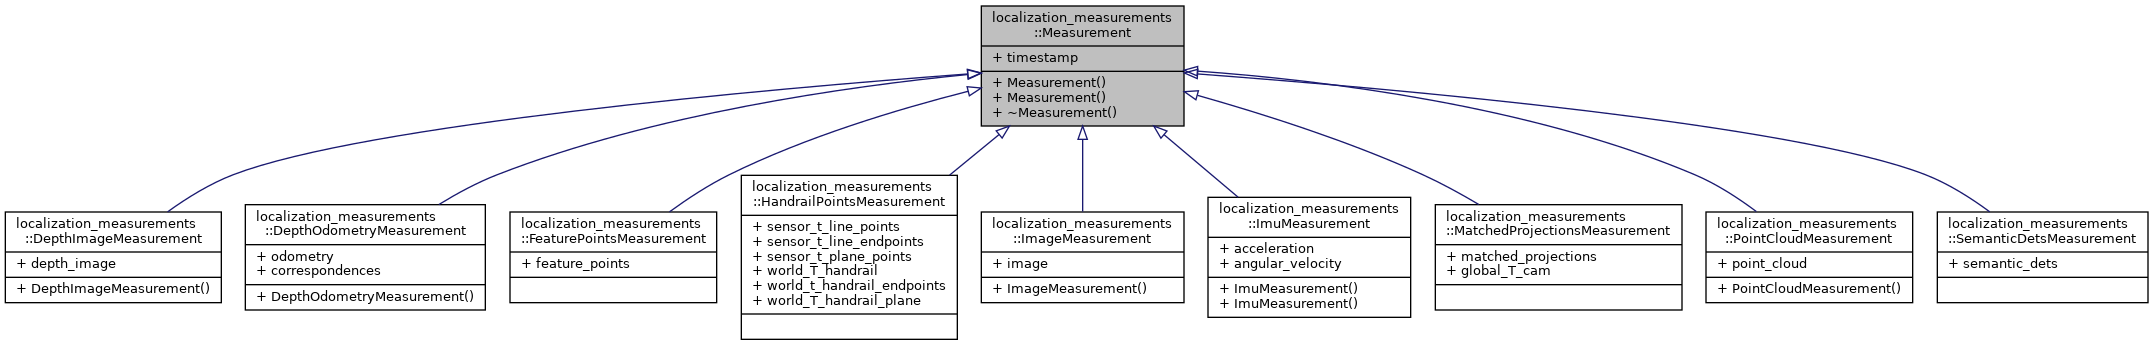 localization_measurements
::Measurement
+ timestamp
+ Measurement()
+ Measurement()
+ ~Measurement()
localization_measurements
::DepthImageMeasurement
+ depth_image
+ DepthImageMeasurement()
localization_measurements
::DepthOdometryMeasurement
+ odometry
+ correspondences
+ DepthOdometryMeasurement()
localization_measurements
::FeaturePointsMeasurement
+ feature_points
localization_measurements
::HandrailPointsMeasurement
+ sensor_t_line_points
+ sensor_t_line_endpoints
+ sensor_t_plane_points
+ world_T_handrail
+ world_t_handrail_endpoints
+ world_T_handrail_plane
localization_measurements
::ImageMeasurement
+ image
+ ImageMeasurement()
localization_measurements
::ImuMeasurement
+ acceleration
+ angular_velocity
+ ImuMeasurement()
+ ImuMeasurement()
localization_measurements
::MatchedProjectionsMeasurement
+ matched_projections
+ global_T_cam
localization_measurements
::PointCloudMeasurement
+ point_cloud
+ PointCloudMeasurement()
localization_measurements
::SemanticDetsMeasurement
+ semantic_dets